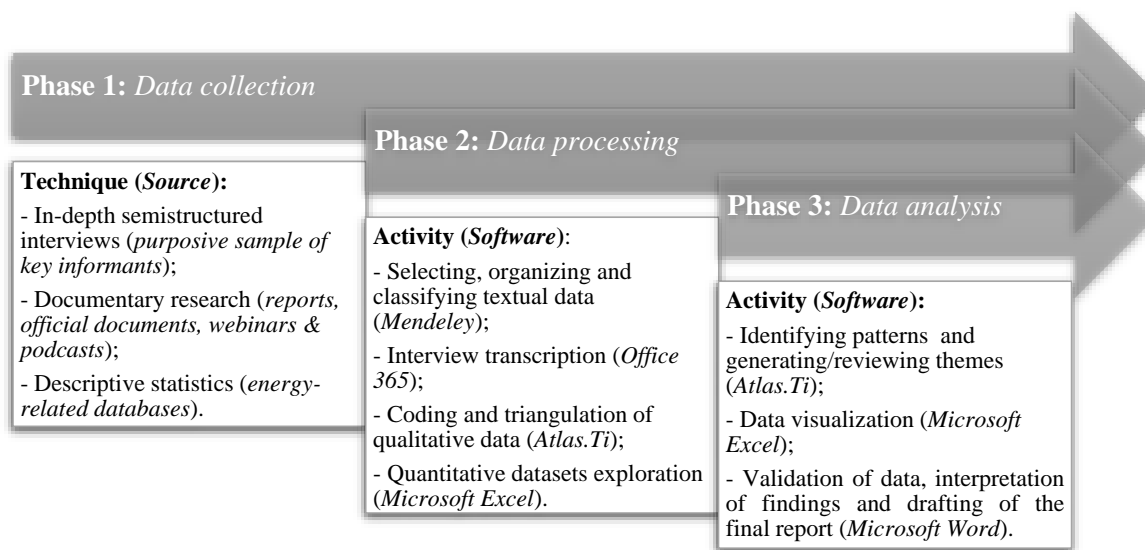 Phase 1: Data collection
Technique (Source):
- In-depth semistructured
interviews (purposive sample of
key informants);
- Documentary research (reports,
official documents, webinars &
podcasts);
- Descriptive statistics (energy-
related databases).
Phase 2: Data processing
Activity (Software):
- Selecting, organizing and
classifying textual data
(Mendeley);
- Interview transcription (Office
365);
- Coding and triangulation of
qualitative data (Atlas.Ti);
- Quantitative datasets exploration
(Microsoft Excel).
Phase 3: Data analysis
Activity (Software):
- Identifying patterns and
generating/reviewing themes
(Atlas.Ti);
- Data visualization (Microsoft
Excel);
- Validation of data, interpretation
of findings and drafting of the
final report (Microsoft Word).